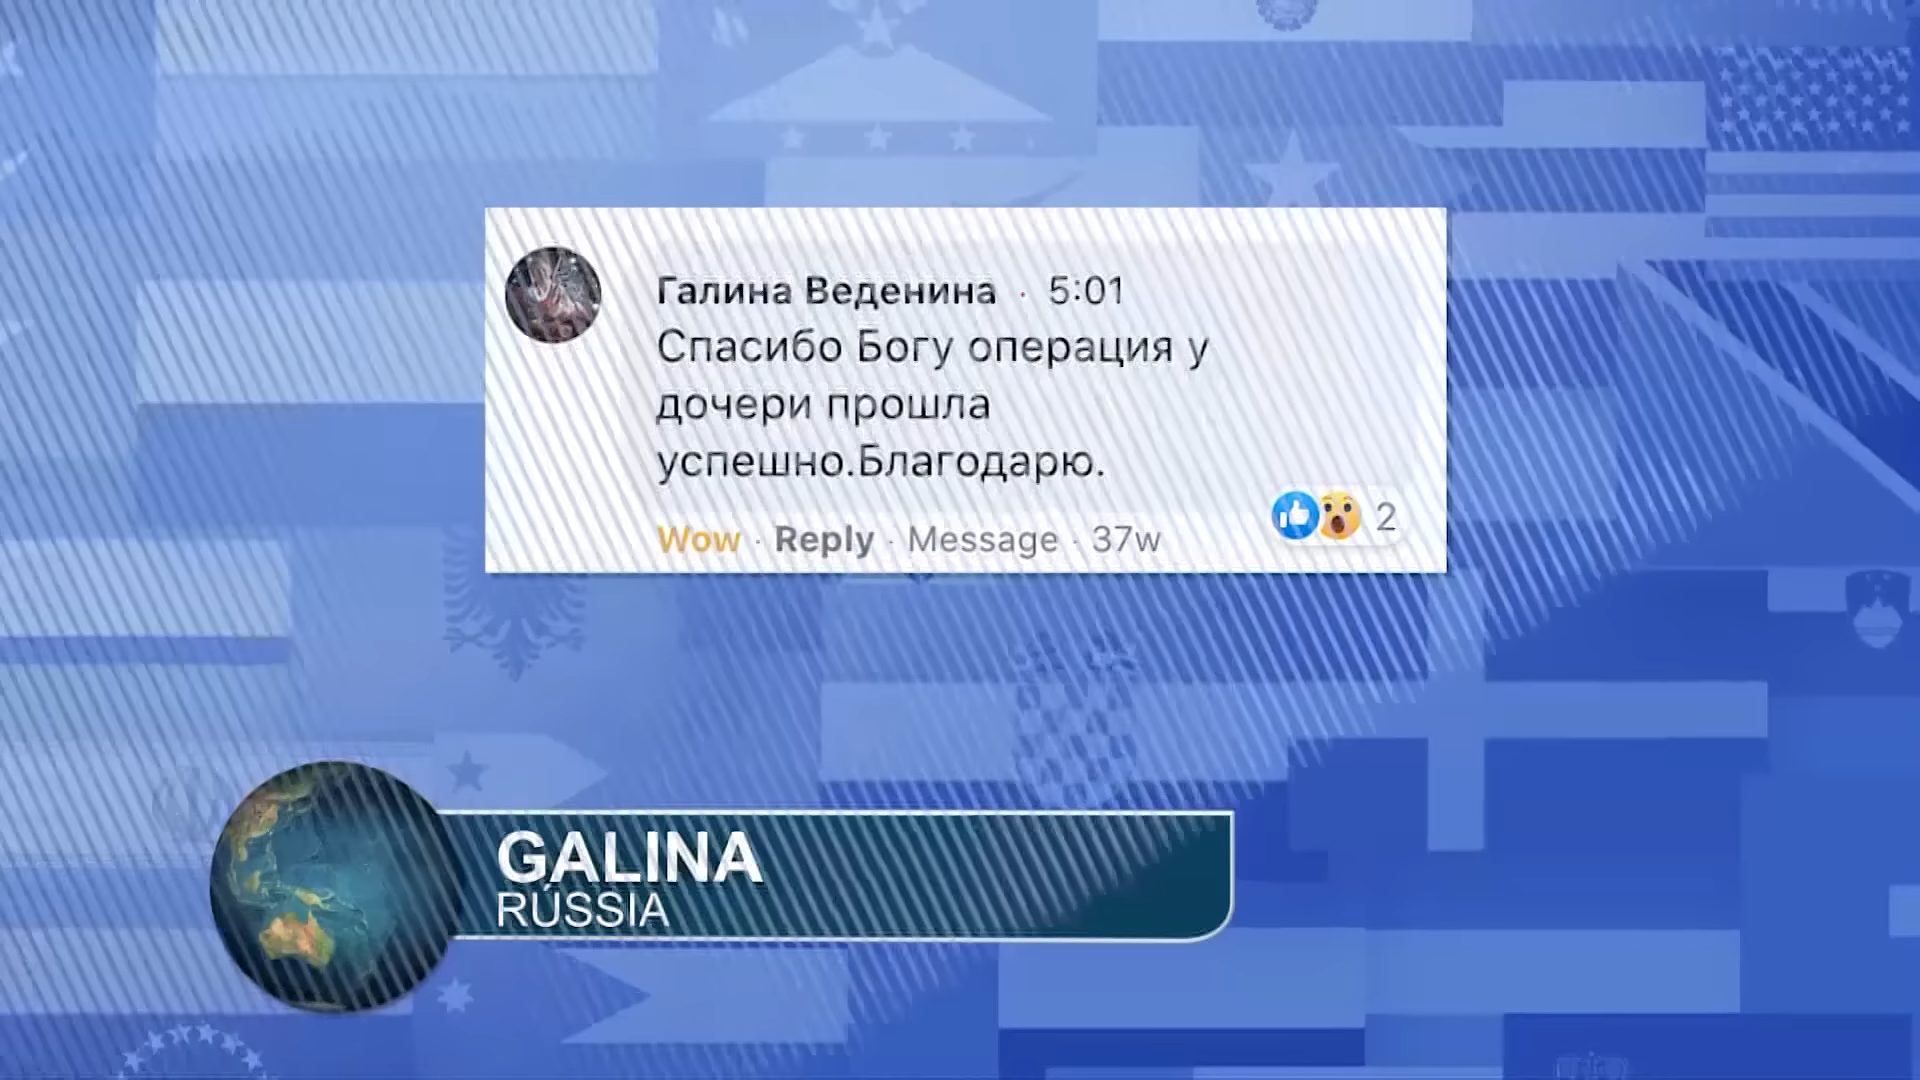 Галина Веденина · 5:01
Спасибо Богу операция у
дочери прошла
успешно.Благодарю.
Wow · Reply · Message · 37w
2
GALINA
RÚSSIA